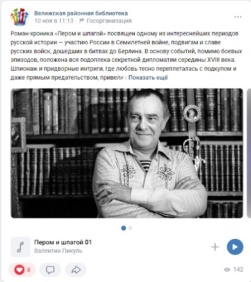 Велижская районная библиотека
10 ноя в 11:13 · Госорганизация
Роман-хроника «Пером и шпагой» посвящен одному из интереснейших периодов
русской истории – участию России в Семилетней войне, подвигам и славе
русских войск, дошедших в битвах до Берлина. В основу событий, помимо боевых
эпизодов, положена вся подоплека секретной дипломатии середины XVIII века.
Шпионаж и придворные интриги, где любовь тесно переплеталась с подкупом и
даже прямым предательством, привел‹ Показать ещё
Пером и шпагой 01
Валентин Пикуль
142